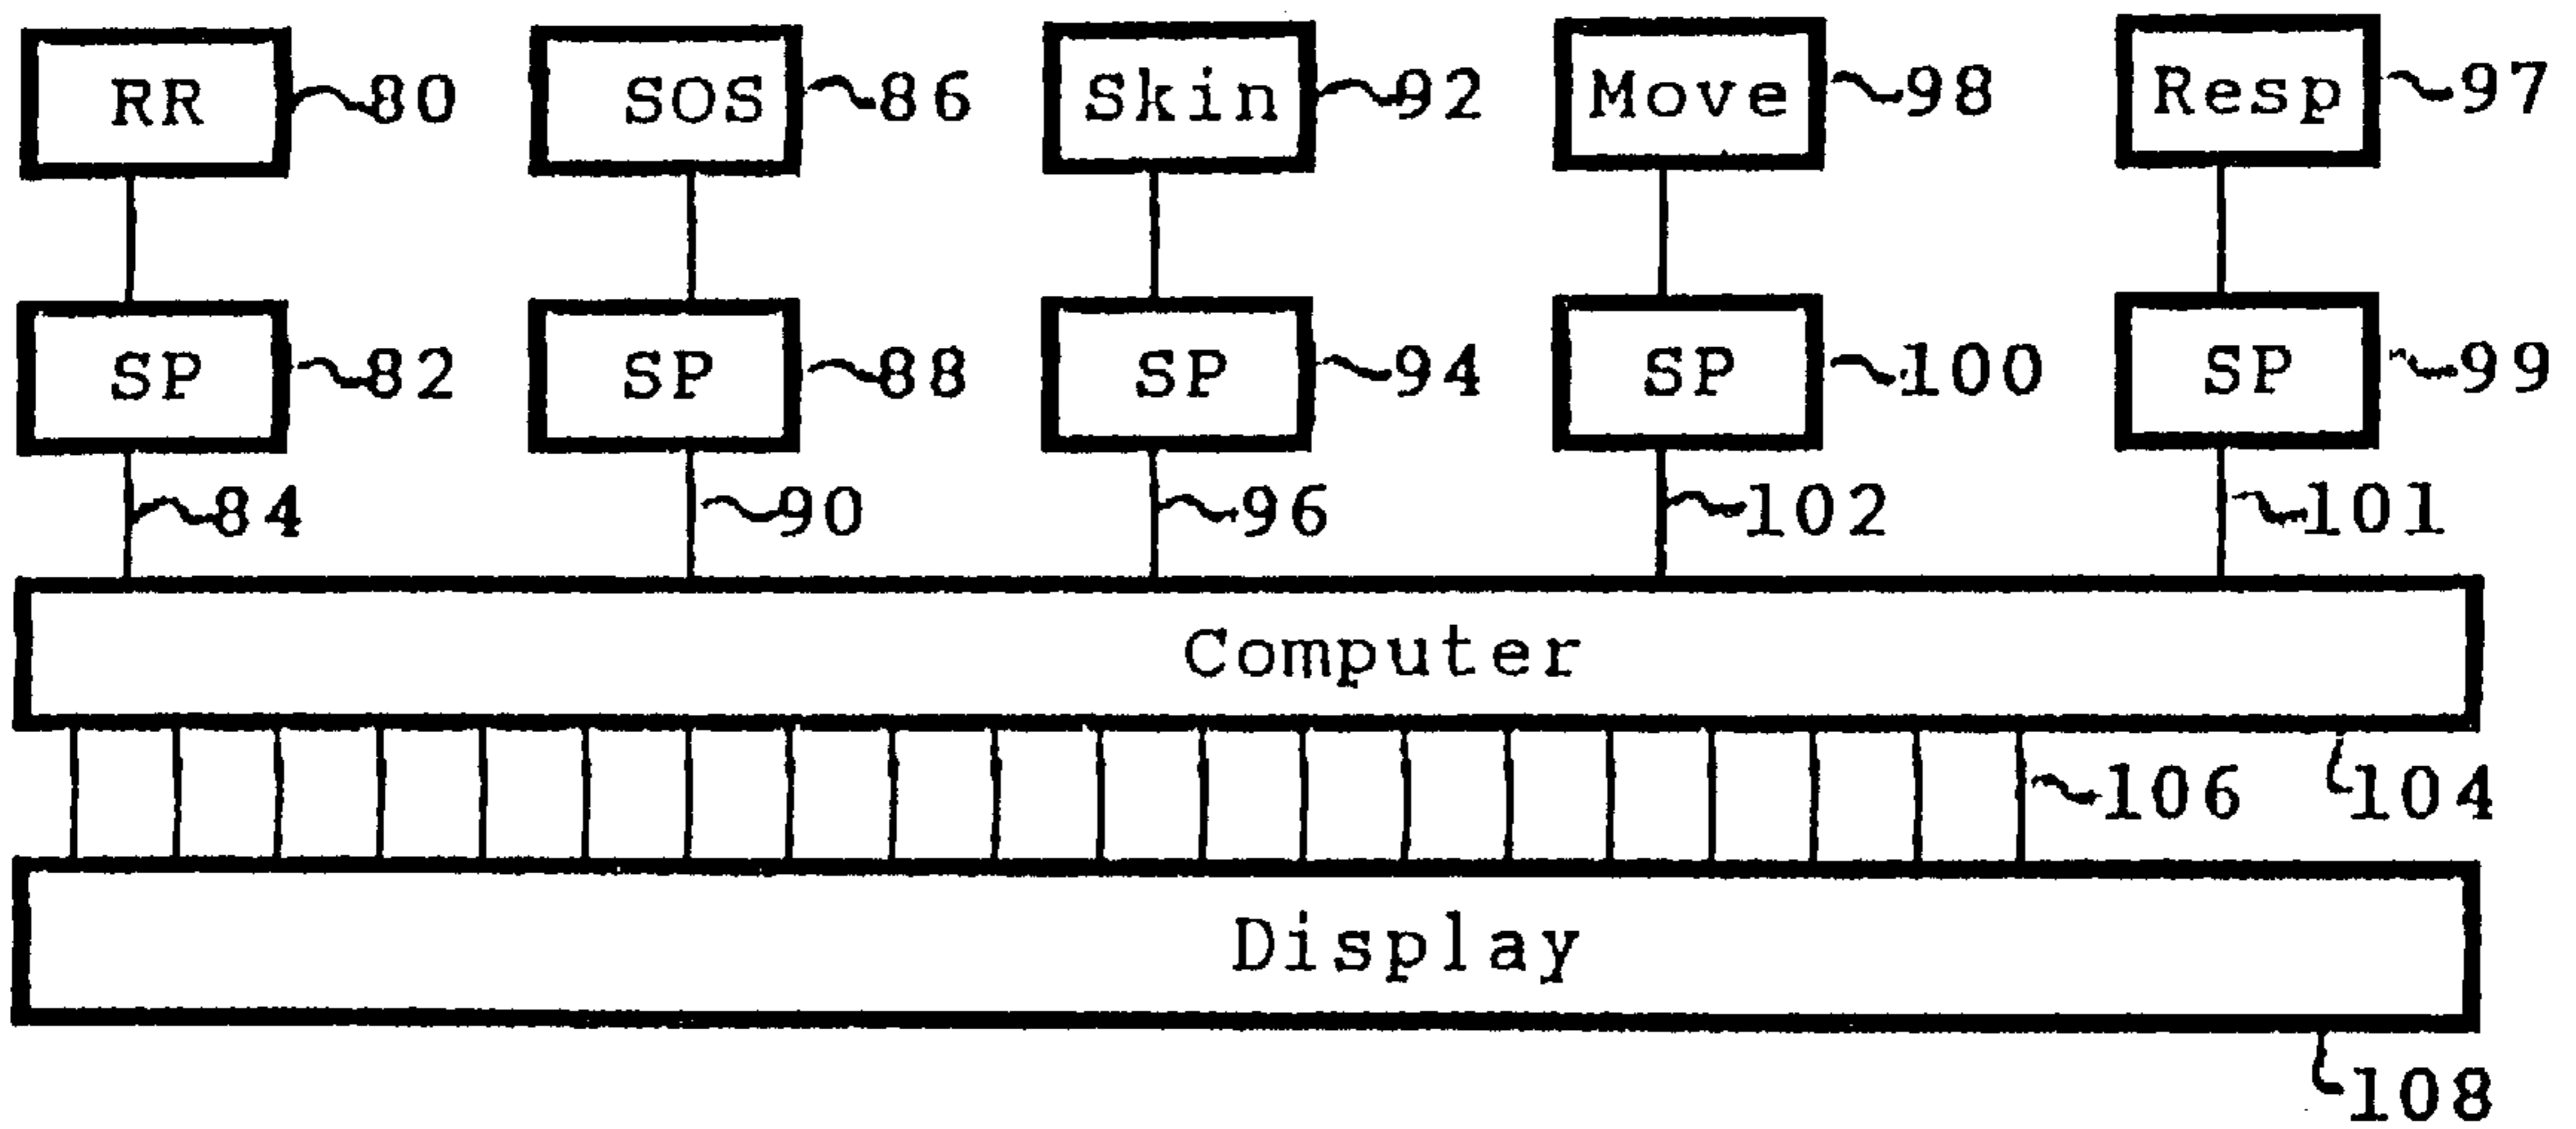 RR 80 SOS 86 Skin 92 Move 98 Resp 97
SP 82 SP 88 SP 94 SP 100 SP 99
84 90 96 102 101
Computer
106 104
Display
108